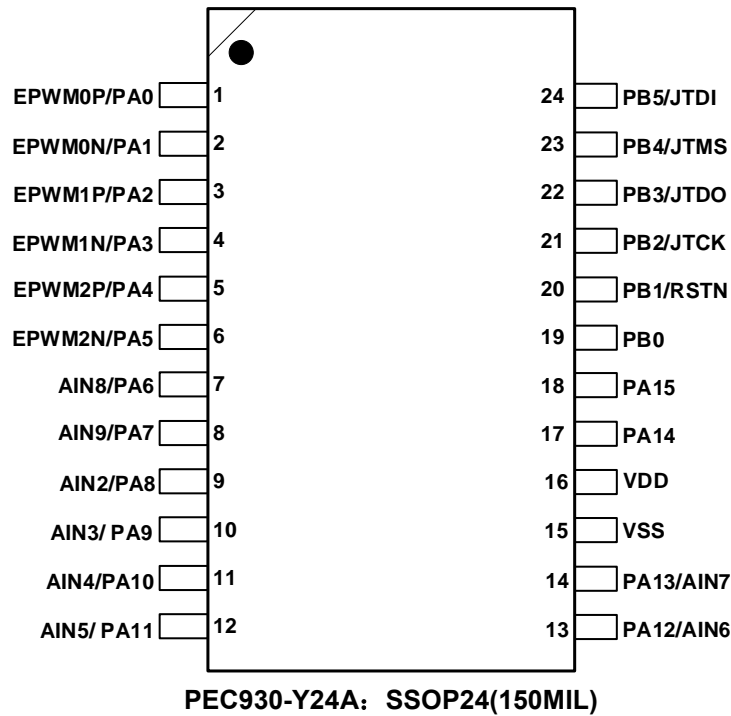 EPWM0P/PA0 1 24 PB5/JTDI
EPWM0N/PA1 2 23 PB4/JTMS
EPWM1P/PA2 3 22 PB3/JTDO
EPWM1N/PA3 4 21 PB2/JTCK
EPWM2P/PA4 5 20 PB1/RSTN
EPWM2N/PA5 6 19 PB0
AIN8/PA6 7 18 PA15
AIN9/PA7 8 17 PA14
AIN2/PA8 9 16 VDD
AIN3/ PA9 10 15 VSS
AIN4/PA10 11 14 PA13/AIN7
AIN5/ PA11 12 13 PA12/AIN6
PEC930-Y24A：SSOP24(150MIL)